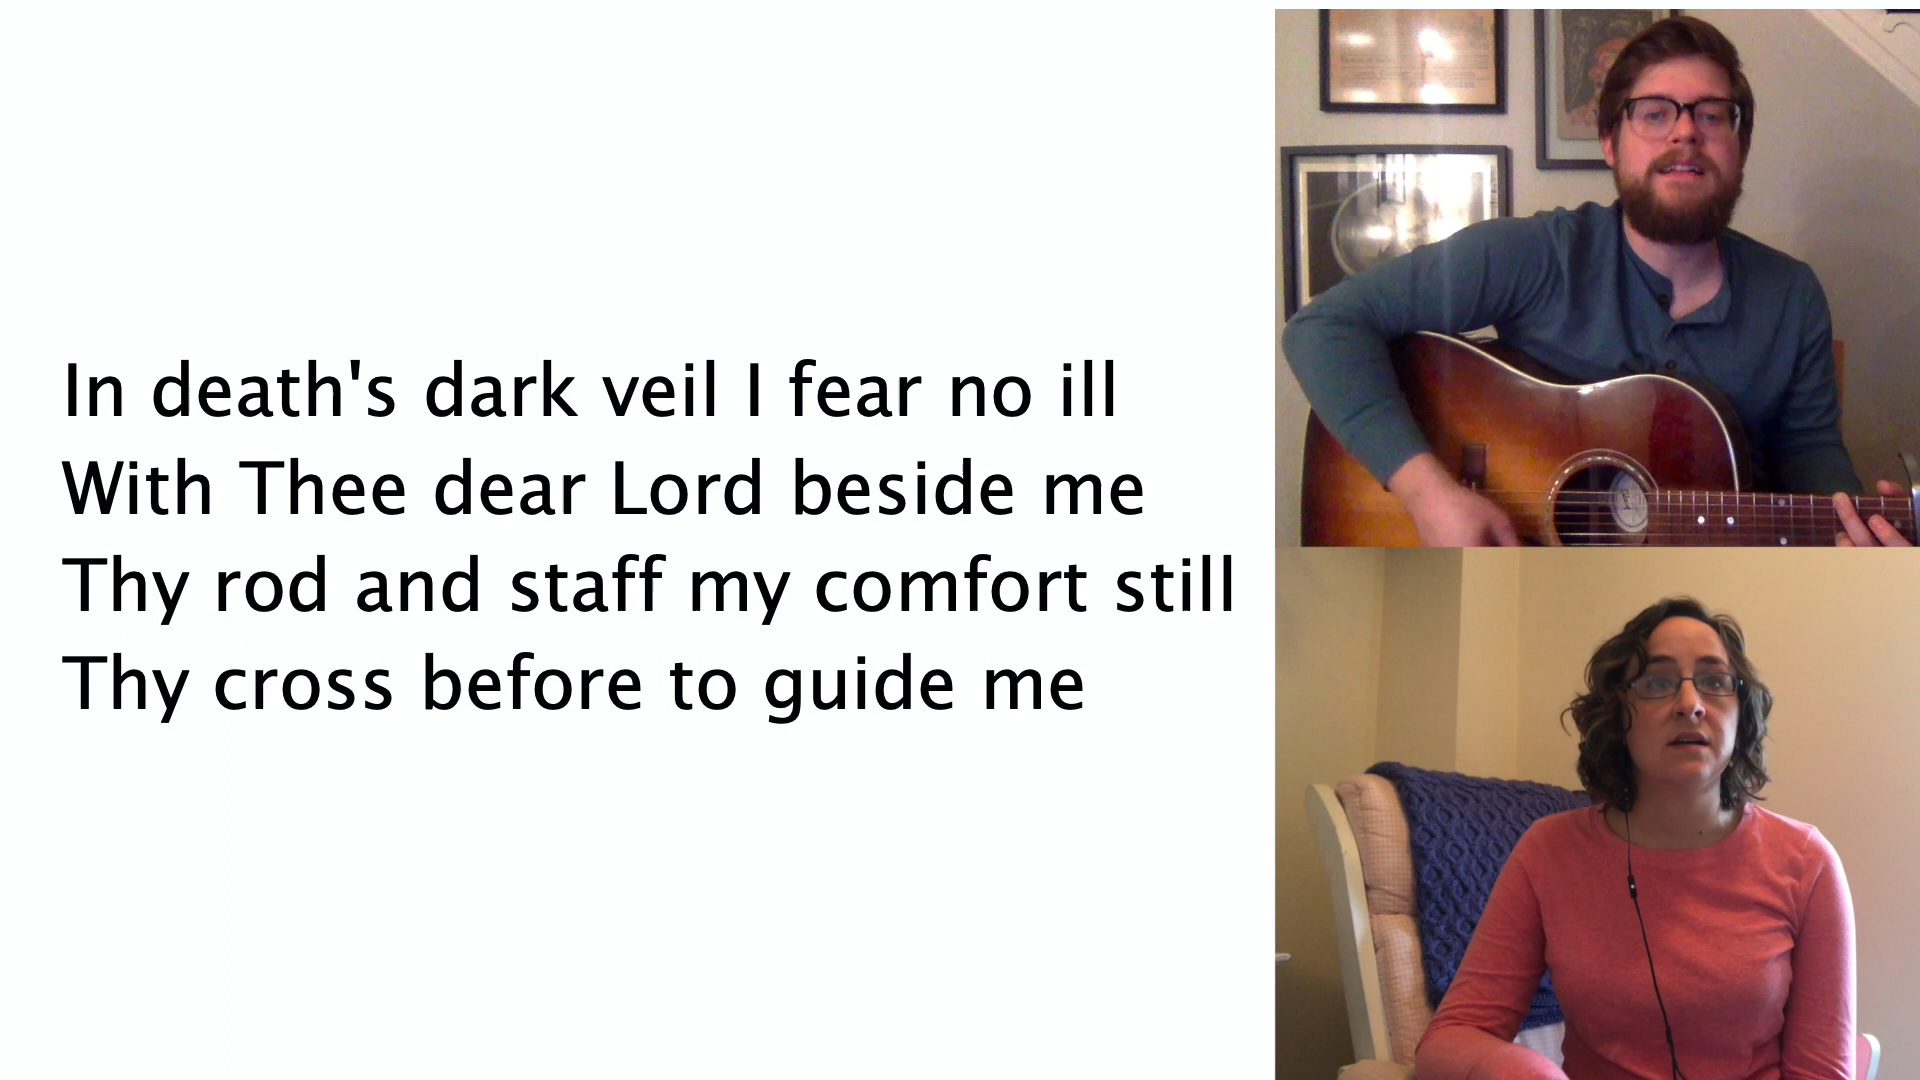 In death's dark veil I fear no ill
With Thee dear Lord beside me
Thy rod and staff my comfort still
Thy cross before to guide me